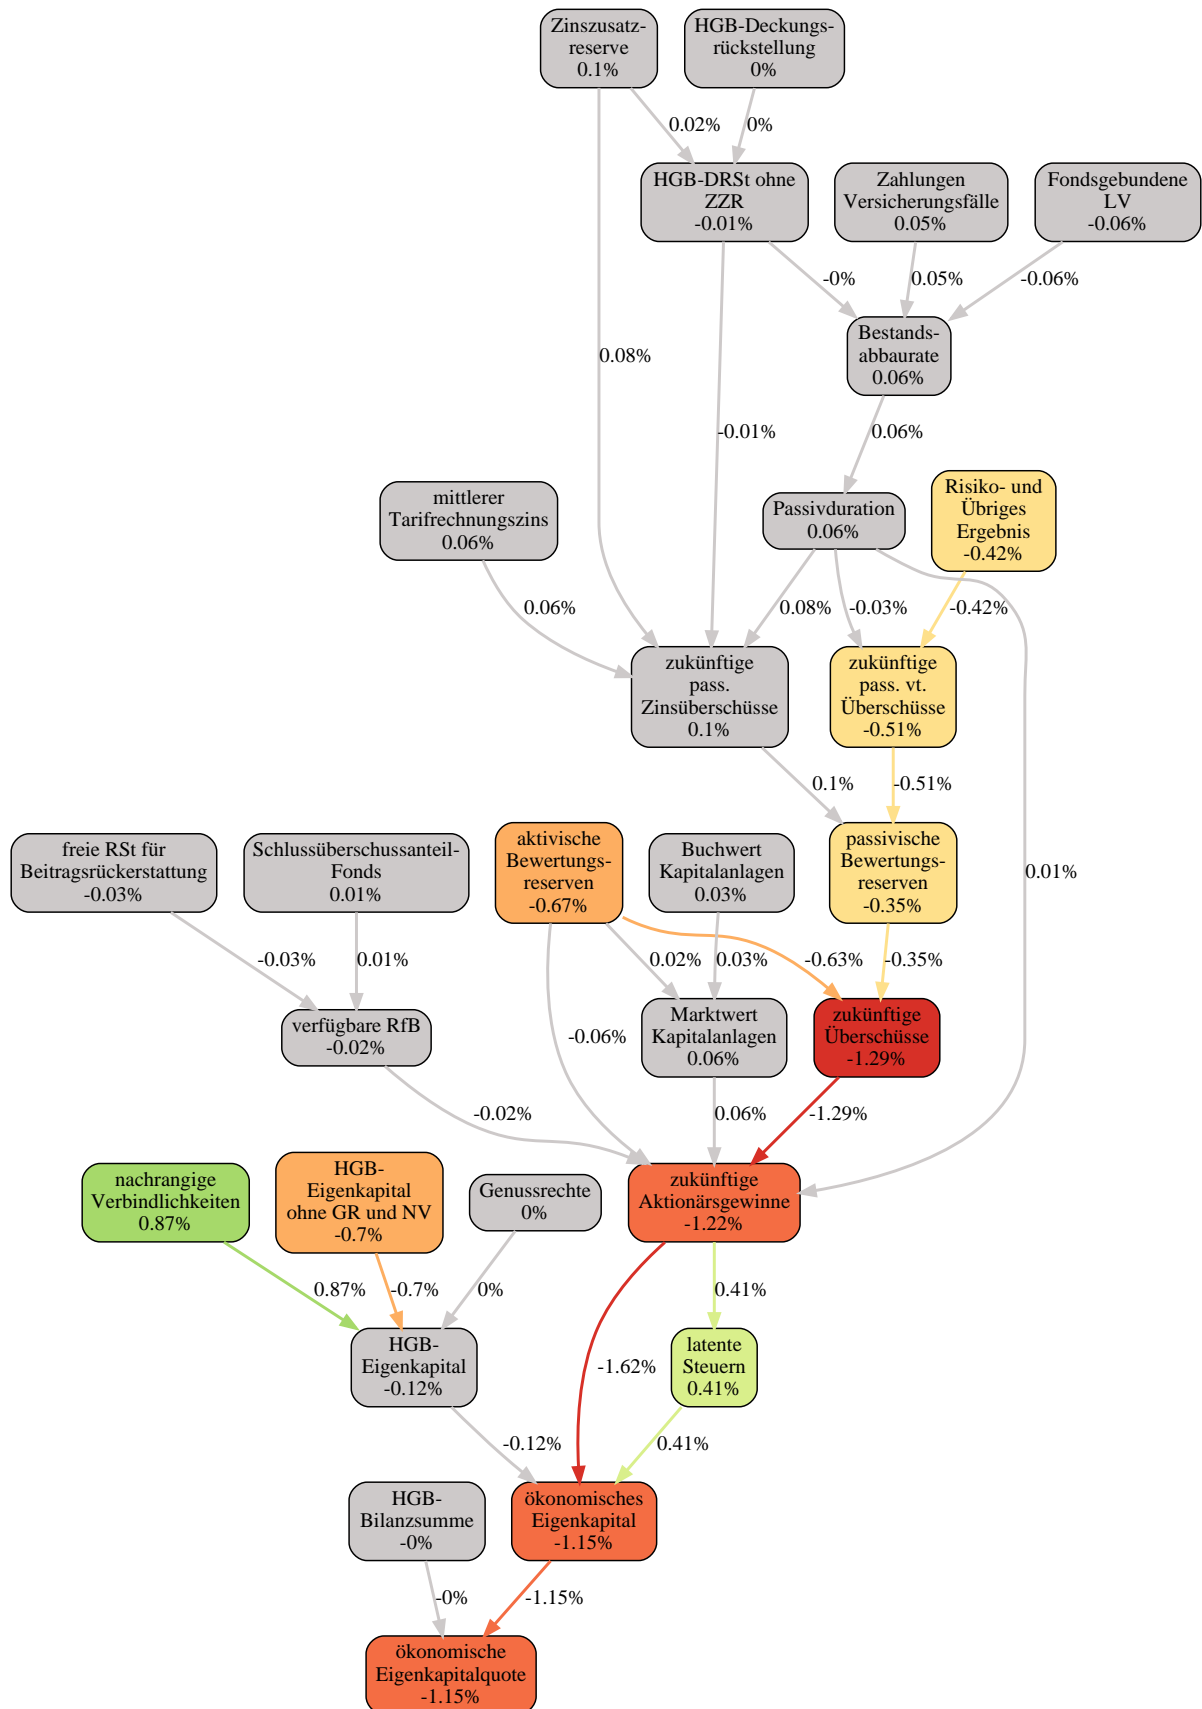 Zinszusatz-
reserve
0.1%
HGB-Deckungs-
rückstellung
0%
0.02%
0%
HGB-DRSt ohne
ZZR
-0.01%
Zahlungen
Versicherungsfälle
0.05%
Fondsgebundene
LV
-0.06%
-0%
0.05%
-0.06%
Bestands-
abbaurate
0.06%
0.08%
-0.01%
0.06%
mittlerer
Tarifrechnungszins
0.06%
Passivduration
0.06%
Risiko- und
Übriges
Ergebnis
-0.42%
0.06%
0.08%
-0.03%
-0.42%
zukünftige
pass.
Zinsüberschüsse
0.1%
zukünftige
pass. vt.
Überschüsse
-0.51%
0.1%
-0.51%
freie RSt für
Beitragsrückerstattung
-0.03%
Schlussüberschussanteil-
Fonds
0.01%
aktivische
Bewertungs-
reserven
-0.67%
Buchwert
Kapitalanlagen
0.03%
passivische
Bewertungs-
reserven
-0.35%
0.01%
-0.03%
0.01%
0.02%
0.03%
-0.63%
-0.35%
verfügbare RfB
-0.02%
-0.06%
Marktwert
Kapitalanlagen
0.06%
zukünftige
Überschüsse
-1.29%
-0.02%
0.06%
-1.29%
nachrangige
Verbindlichkeiten
0.87%
HGB-
Eigenkapital
ohne GR und NV
-0.7%
Genussrechte
0%
zukünftige
Aktionärsgewinne
-1.22%
0.87%
-0.7%
0%
0.41%
HGB-
Eigenkapital
-0.12%
-1.62%
latente
Steuern
0.41%
-0.12%
0.41%
HGB-
Bilanzsumme
-0%
ökonomisches
Eigenkapital
-1.15%
-0%
-1.15%
ökonomische
Eigenkapitalquote
-1.15%